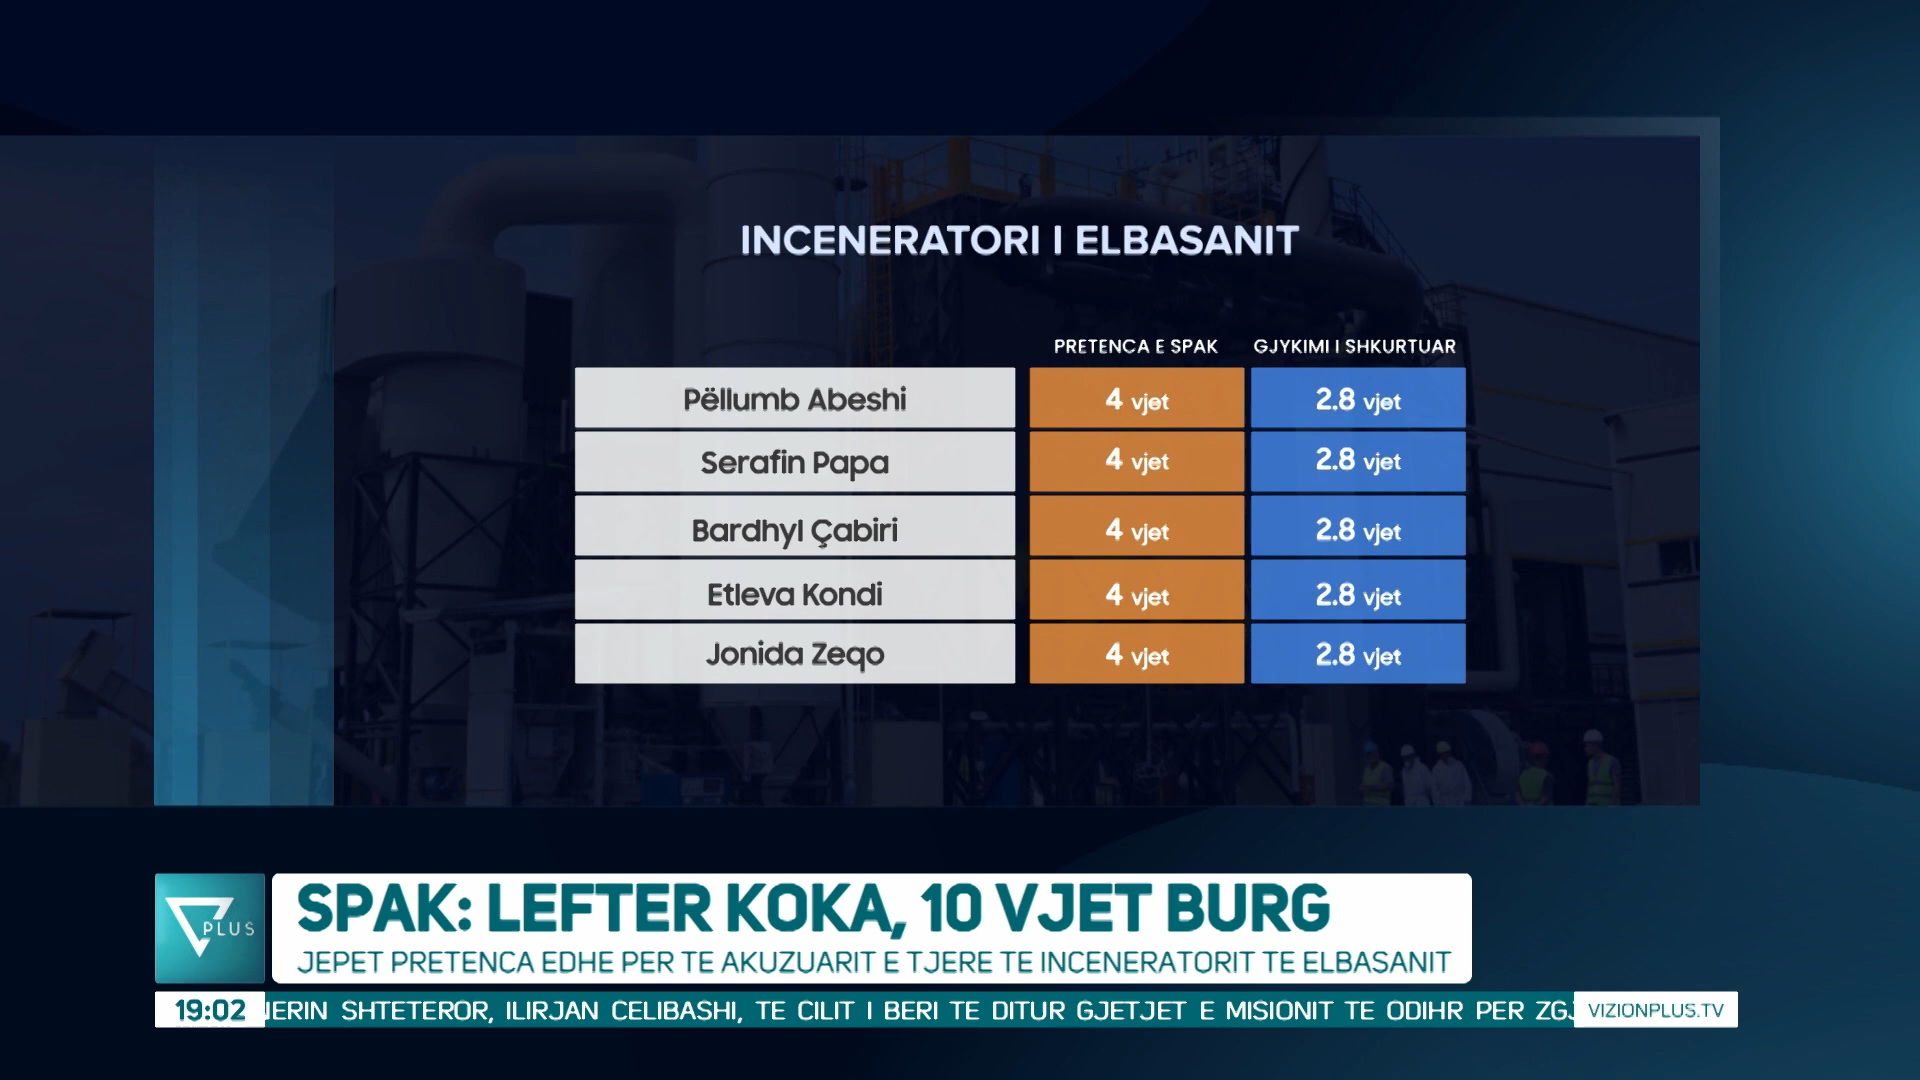 INCENERATORI I ELBASANIT
PRETENCA E SPAK GJYKIMI I SHKURTUAR
Pëllumb Abeshi 4 vjet 2.8 vjet
Serafin Papa 4 vjet 2.8 vjet
Bardhyl Çabiri 4 vjet 2.8 vjet
Etleva Kondi 4 vjet 2.8 vjet
Jonida Zeqo 4 vjet 2.8 vjet
PLUS
SPAK: LEFTER KOKA, 10 VJET BURG
JEPET PRETENCA EDHE PER TE AKUZUARIT E TJERE TE INCENERATORIT TE ELBASANIT
19:02 JERIN SHTETEROR, ILIRJAN CELIBASHI, TE CILIT I BERI TE DITUR GJETJET E MISIONIT TE ODIHR PER ZGJ VIZIONPLUS.TV